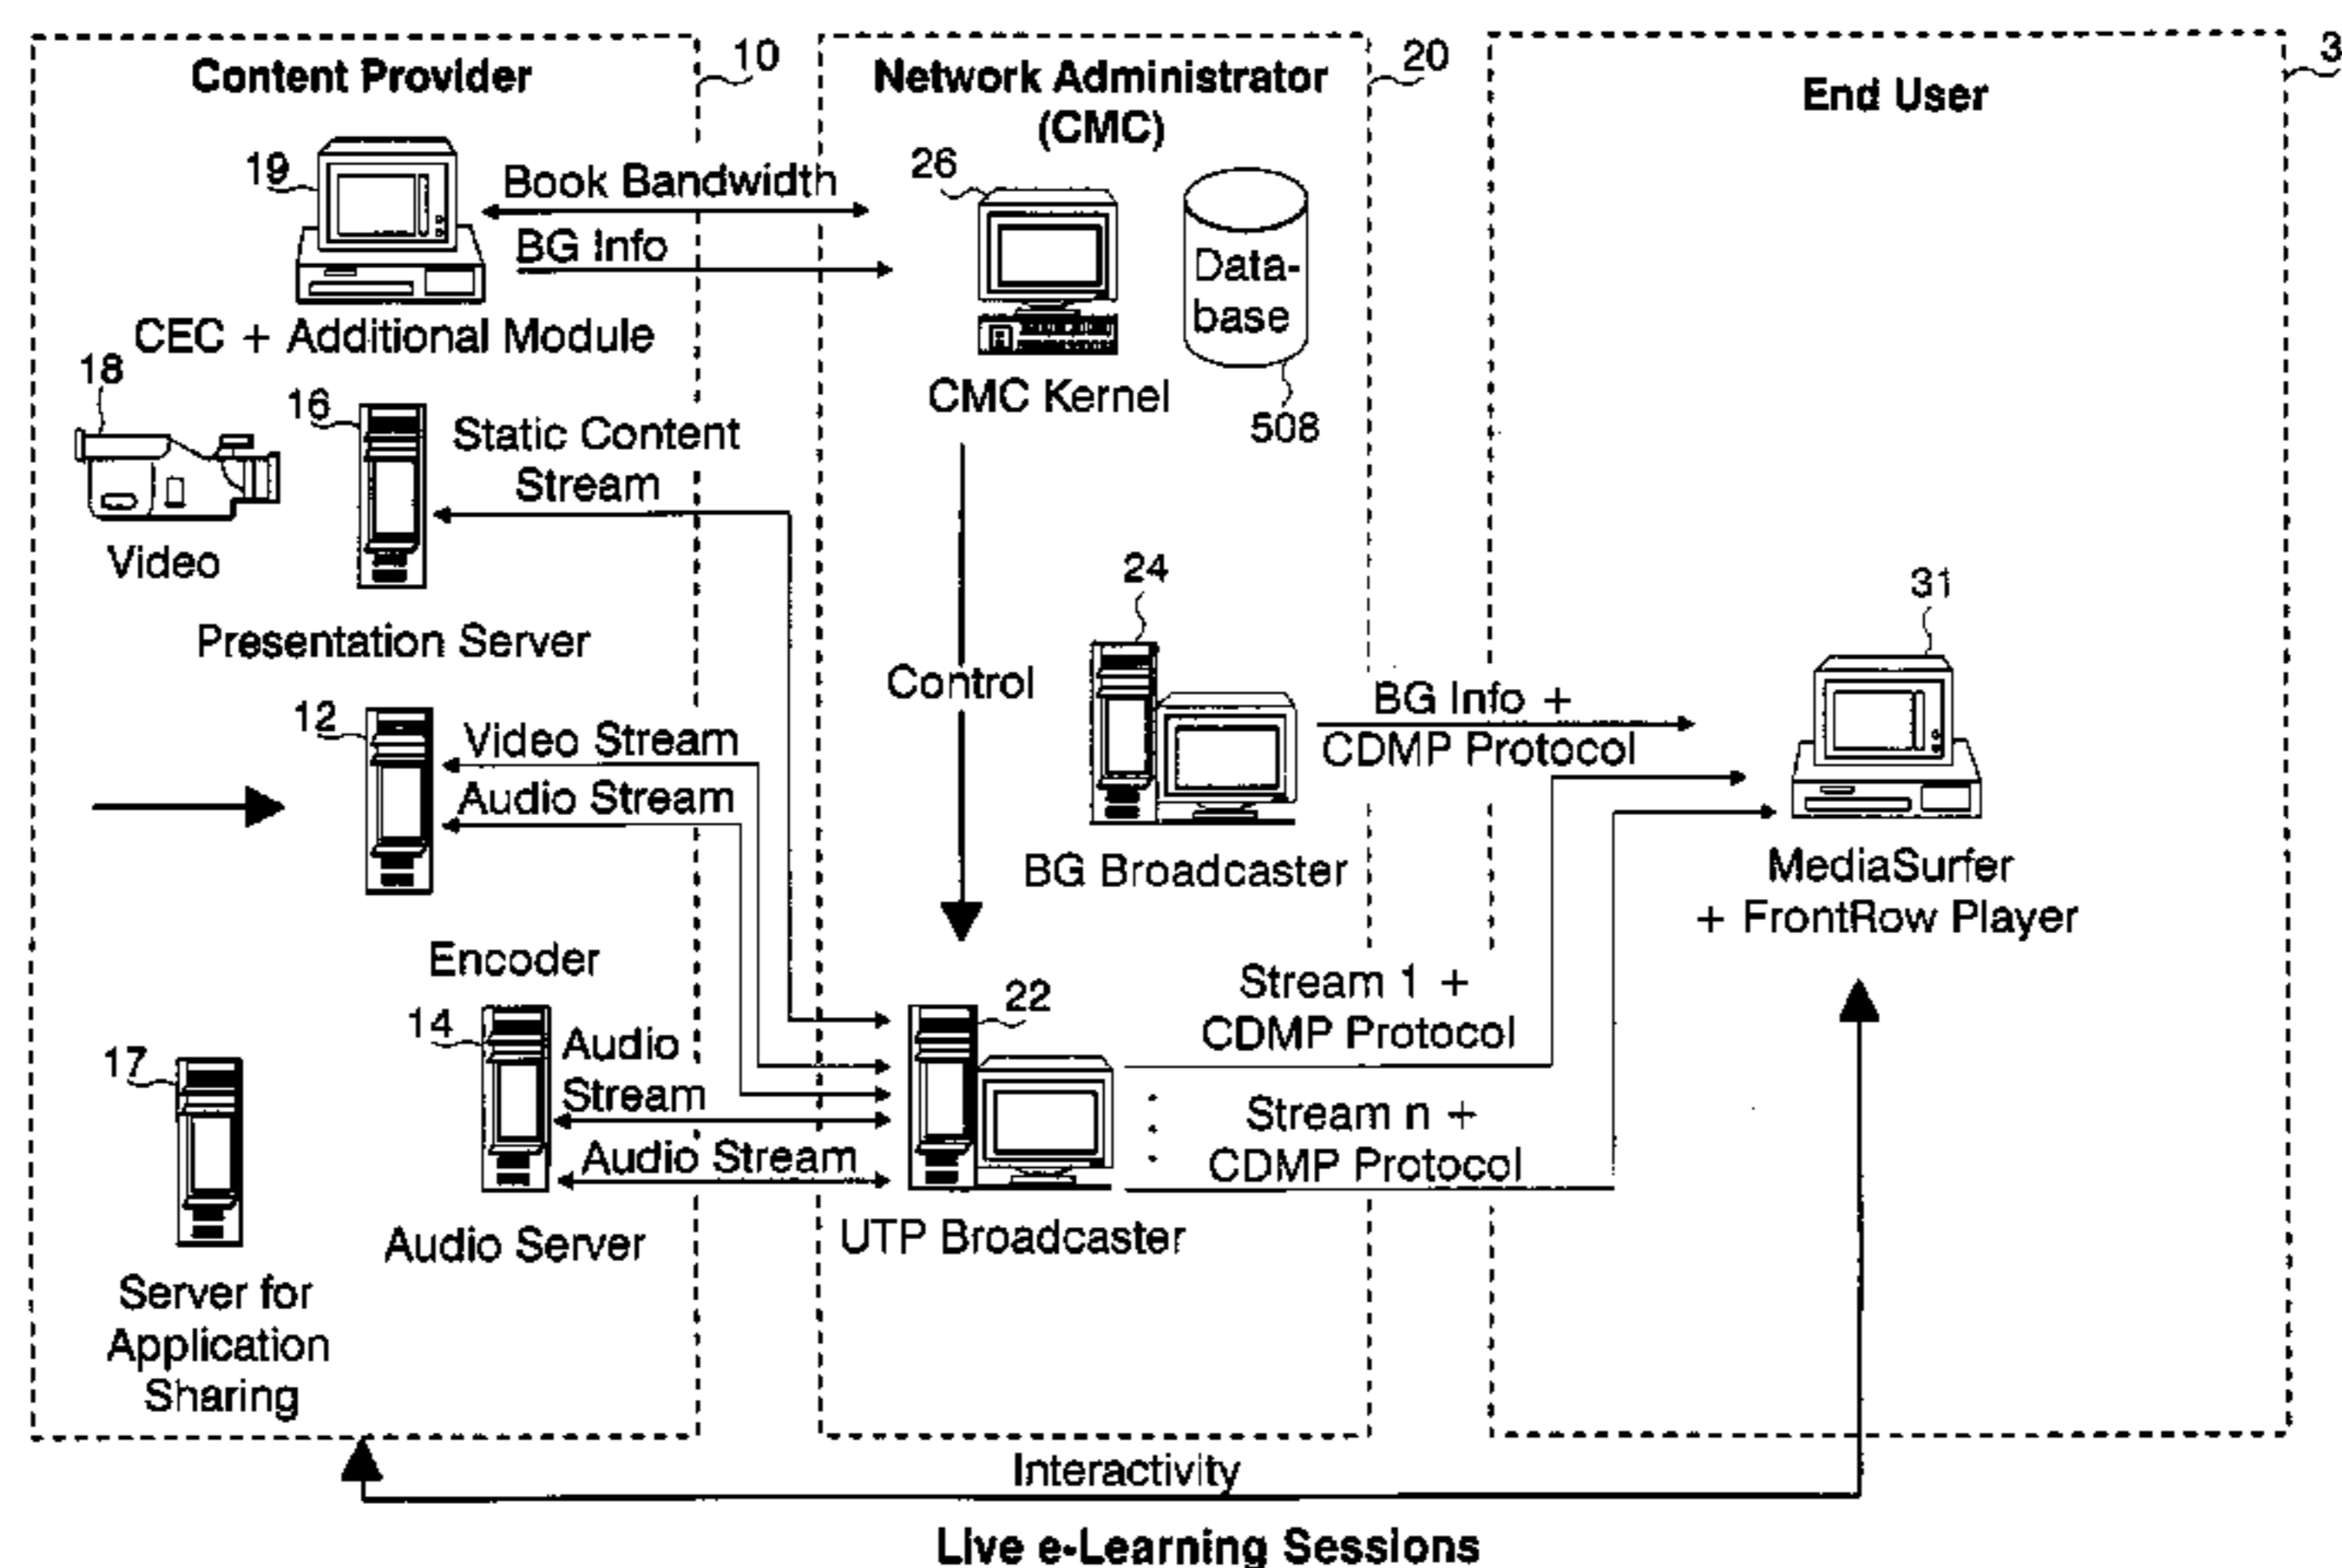 Content Provider
10
19
Book Bandwidth
BG Info
CEC + Additional Module
18
Video
16
Static Content
Stream
Presentation Server
12
Video Stream
Audio Stream
Encoder
14
Audio
Stream
Audio Stream
Audio Server
17
Server for
Application
Sharing
Network Administrator
(CMC)
20
26
CMC Kernel
Data-
base
508
Control
24
BG Broadcaster
22
UTP Broadcaster
End User
3
BG Info +
CDMP Protocol
31
MediaSurfer
+ FrontRow Player
Stream 1 +
CDMP Protocol
Stream n +
CDMP Protocol
Interactivity
Live e-Learning Sessions